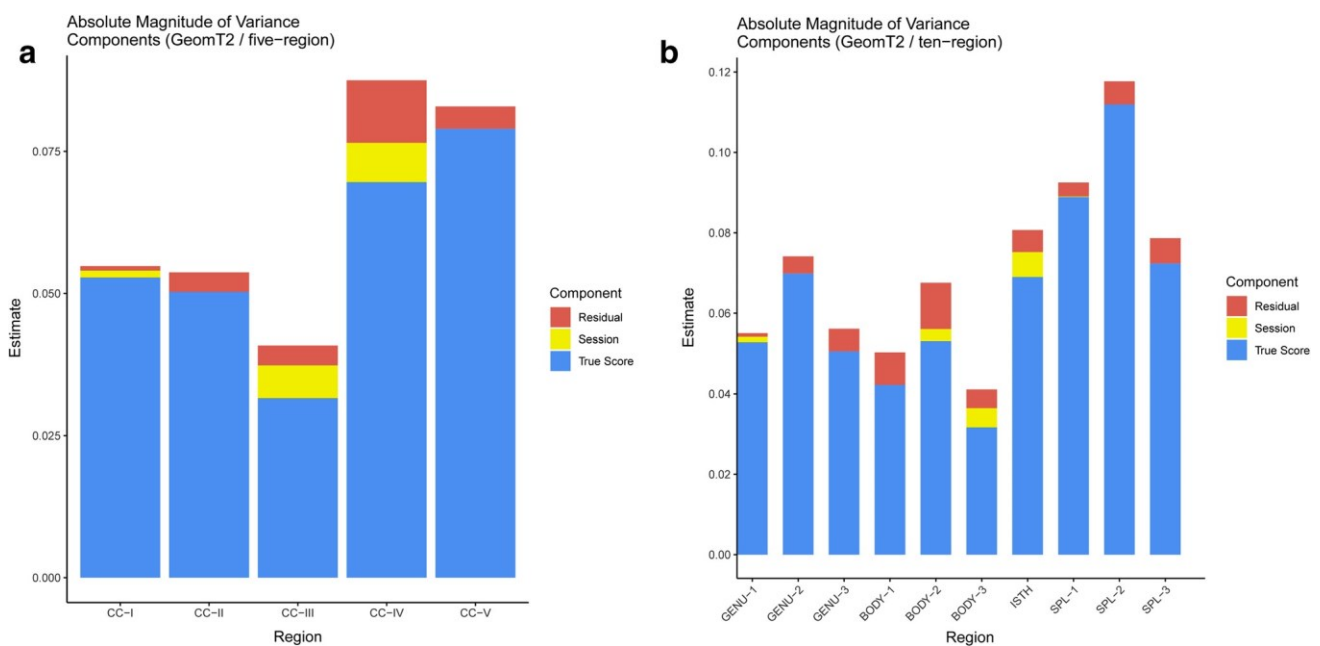 a
Absolute Magnitude of Variance
Components (GeomT2 / five−region)
Estimate
0.075
0.050
0.025
0.000
CC−I
CC−II
CC−III
CC−IV
CC−V
Region
Component
Residual
Session
True Score
b
Absolute Magnitude of Variance
Components (GeomT2 / ten−region)
Estimate
0.12
0.10
0.08
0.06
0.04
0.02
0.00
GENU−1
GENU−2
GENU−3
BODY−1
BODY−2
BODY−3
ISTH
SPL−1
SPL−2
SPL−3
Region
Component
Residual
Session
True Score